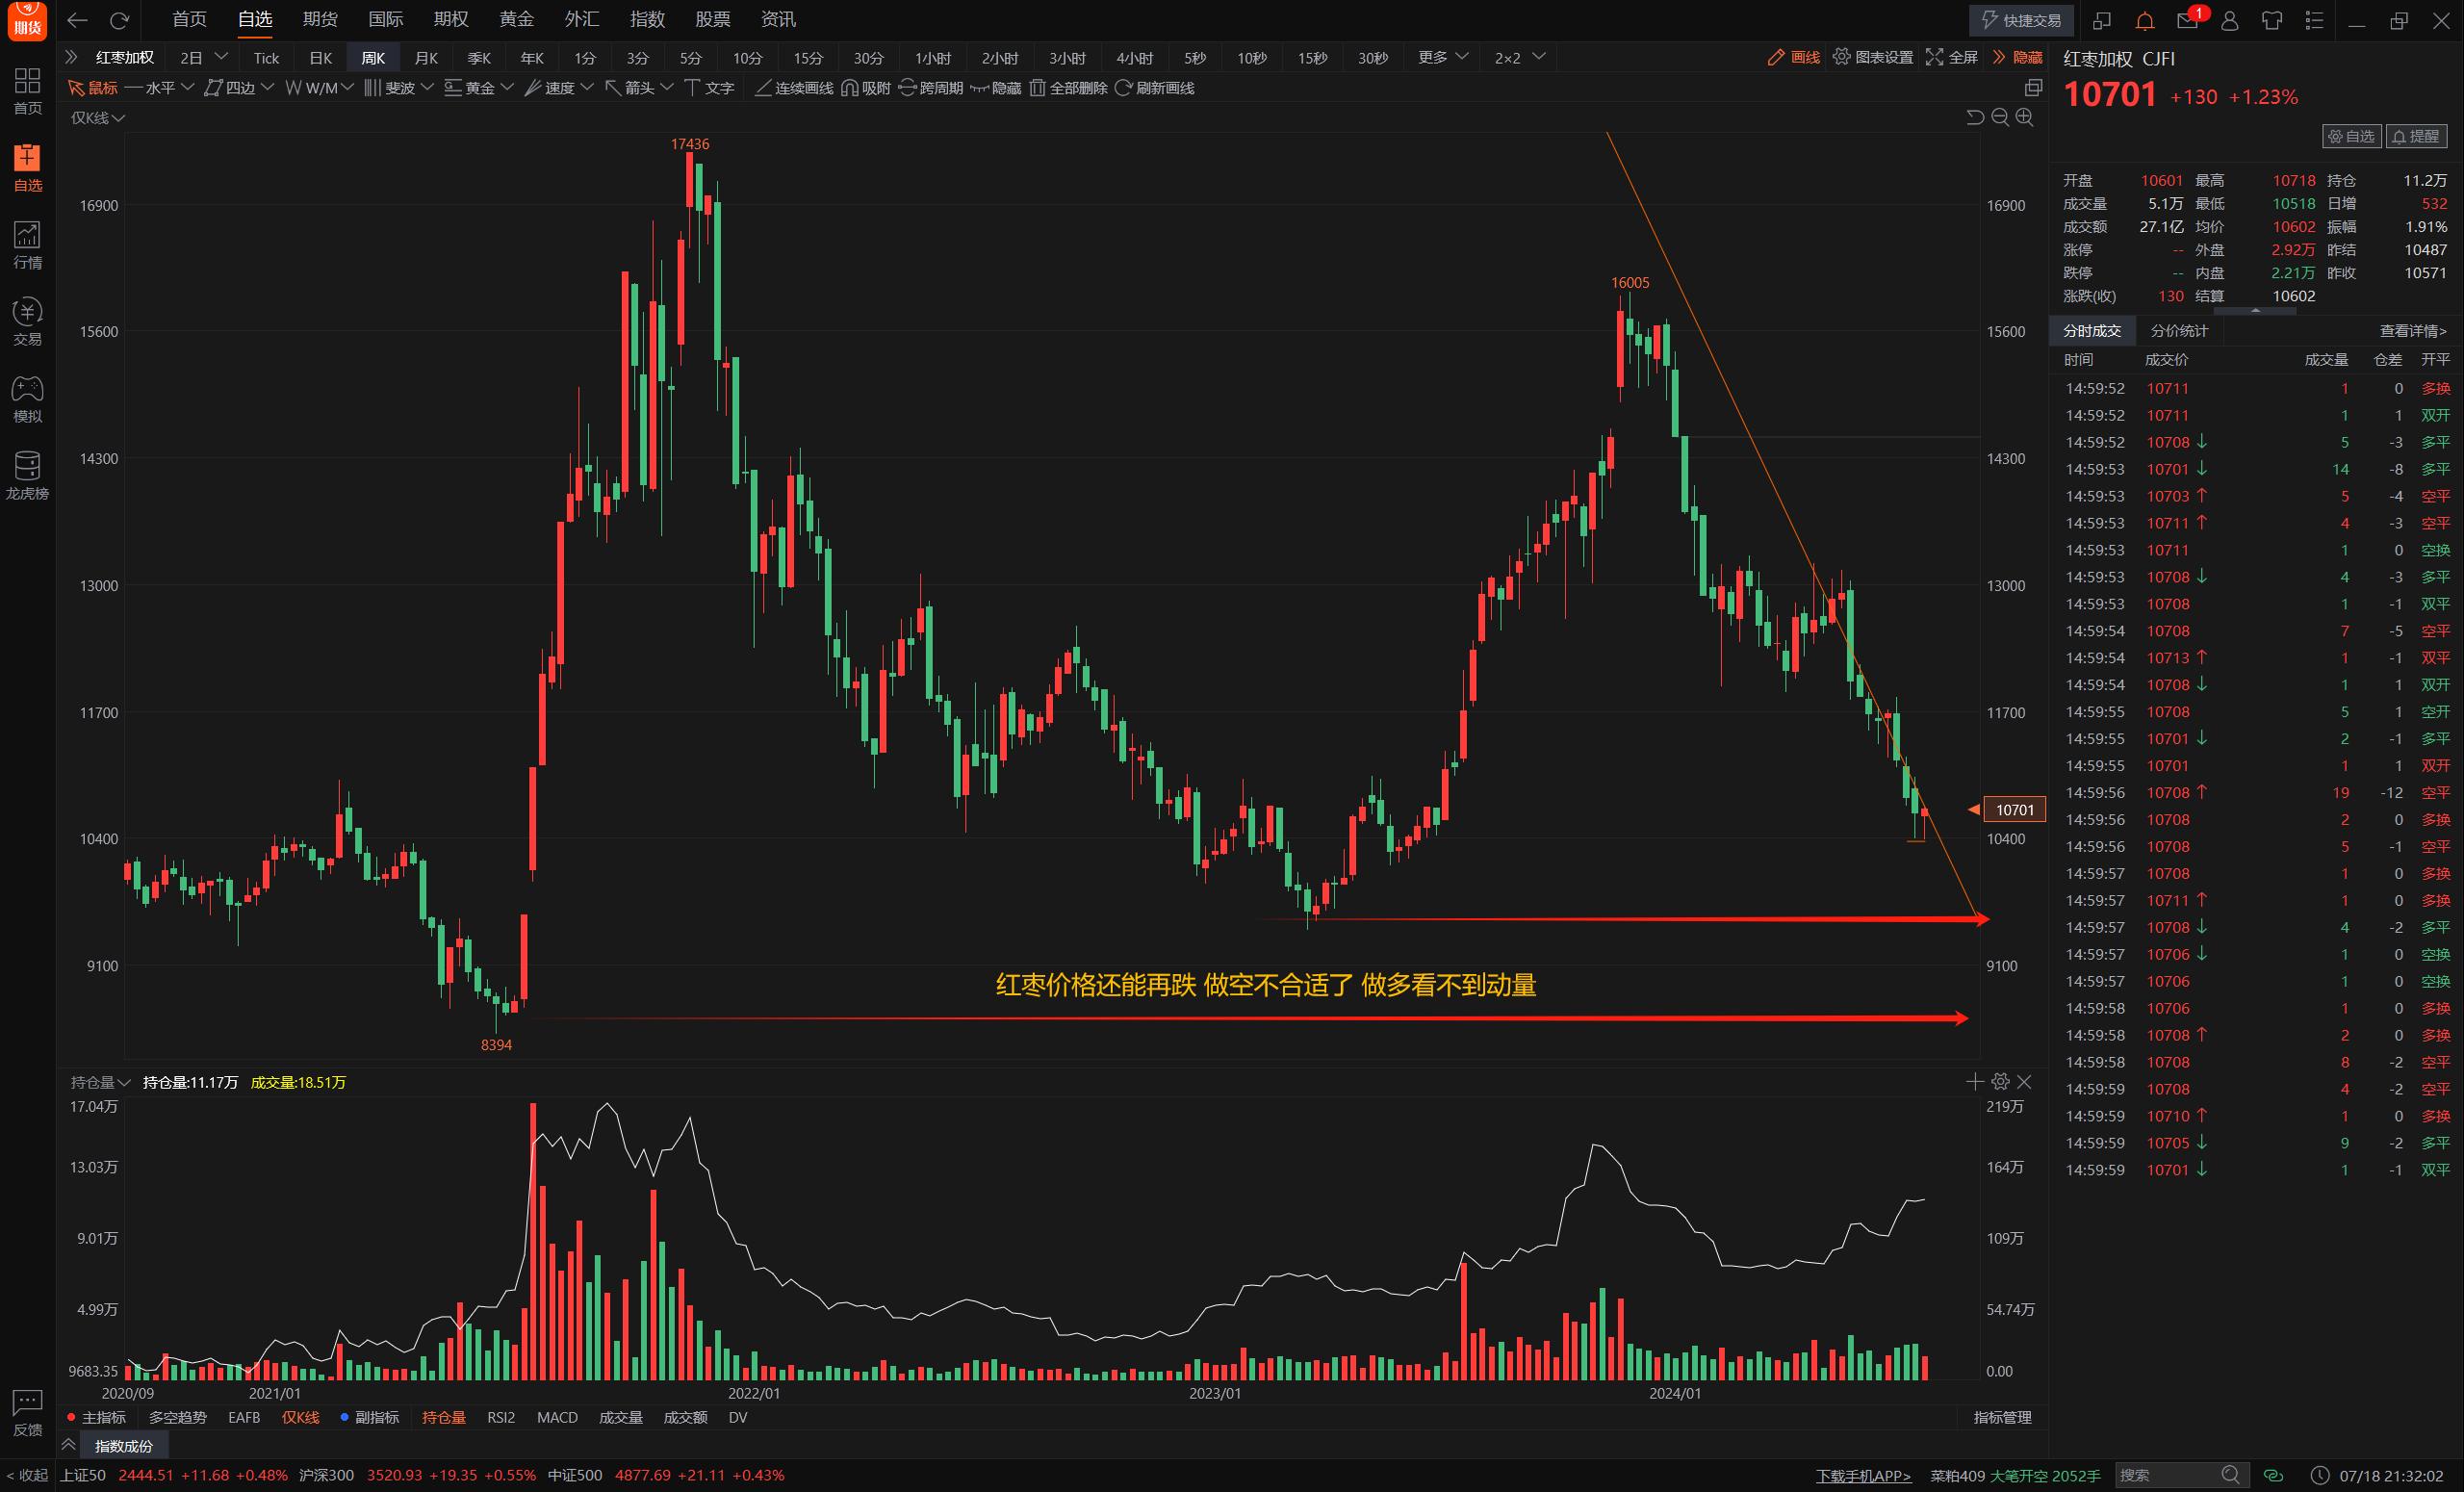 期货
首页 自选 期货 国际 期权 黄金 外汇 指数 股票 资讯
快捷交易 1
红枣加权 2日 Tick 日K 周K 月K 季K 年K 1分 3分 5分 10分 15分 30分 1小时 2小时 3小时 4小时 5秒 10秒 15秒 30秒 更多 2×2 画线 图表设置 全屏 隐藏
鼠标 水平 四边 W/M 斐波 黄金 速度 箭头 文字 连续画线 吸附 跨周期 隐藏 全部删除 刷新画线
首页
自选
行情
交易
模拟
龙虎榜
反馈
仅K线
17436
16005
16900 16900
15600 15600
14300 14300
13000 13000
11700 11700
10701
10400 10400
9100 9100
红枣价格还能再跌 做空不合适了 做多看不到动量
8394
持仓量 持仓量:11.17万 成交量:18.51万
17.04万 219万
13.03万 164万
9.01万 109万
4.99万 54.74万
9683.35 0.00
2020/09 2021/01 2022/01 2023/01 2024/01
主指标 多空趋势 EAFB 仅K线 副指标 持仓量 RSI2 MACD 成交量 成交额 DV 指标管理
指数成份
红枣加权 CJFI
10701 +130 +1.23%
自选 提醒
开盘 10601 最高 10718 持仓 11.2万
成交量 5.1万 最低 10518 日增 532
成交额 27.1亿 均价 10602 振幅 1.91%
涨停 -- 外盘 2.92万 昨结 10487
跌停 -- 内盘 2.21万 昨收 10571
涨跌(收) 130 结算 10602
分时成交 分价统计 查看详情>
时间 成交价 成交量 仓差 开平
14:59:52 10711 1 0 多换
14:59:52 10711 1 1 双开
14:59:52 10708↓ 5 -3 多平
14:59:53 10701↓ 14 -8 多平
14:59:53 10703↑ 5 -4 空平
14:59:53 10711↑ 4 -3 空平
14:59:53 10711 1 0 空换
14:59:53 10708↓ 4 -3 多平
14:59:53 10708 1 -1 双平
14:59:54 10708 7 -5 空平
14:59:54 10713↑ 1 -1 双平
14:59:54 10708↓ 1 1 双开
14:59:55 10708 5 1 空开
14:59:55 10701↓ 2 -1 多平
14:59:55 10701 1 1 双开
14:59:56 10708↑ 19 -12 空平
14:59:56 10708 2 0 多换
14:59:56 10708 5 -1 空平
14:59:57 10708 1 0 多换
14:59:57 10711↑ 1 0 多换
14:59:57 10708↓ 4 -2 多平
14:59:57 10706↓ 1 0 空换
14:59:57 10706 1 0 空换
14:59:58 10706 1 0 多换
14:59:58 10708↑ 2 0 多换
14:59:58 10708 8 -2 空平
14:59:59 10708 4 -2 空平
14:59:59 10710↑ 1 0 多换
14:59:59 10705↓ 9 -2 多平
14:59:59 10701↓ 1 -1 双平
< 收起 上证50 2444.51 +11.68 +0.48% 沪深300 3520.93 +19.35 +0.55% 中证500 4877.69 +21.11 +0.43% 下载手机APP> 菜粕409 大笔开空 2052手 搜索 07/18 21:32:02